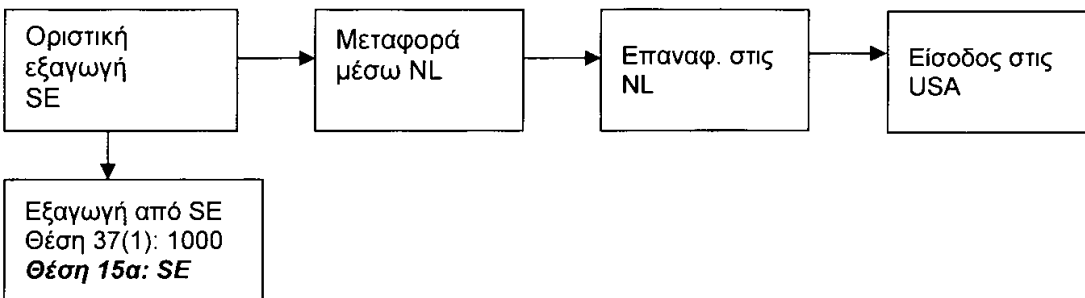 Οριστική
εξαγωγή
SE
Μεταφορά
μέσω NL
Επαναφ. στις
NL
Είσοδος στις
USA
Εξαγωγή από SE
Θέση 37(1): 1000
Θέση 15α: SE